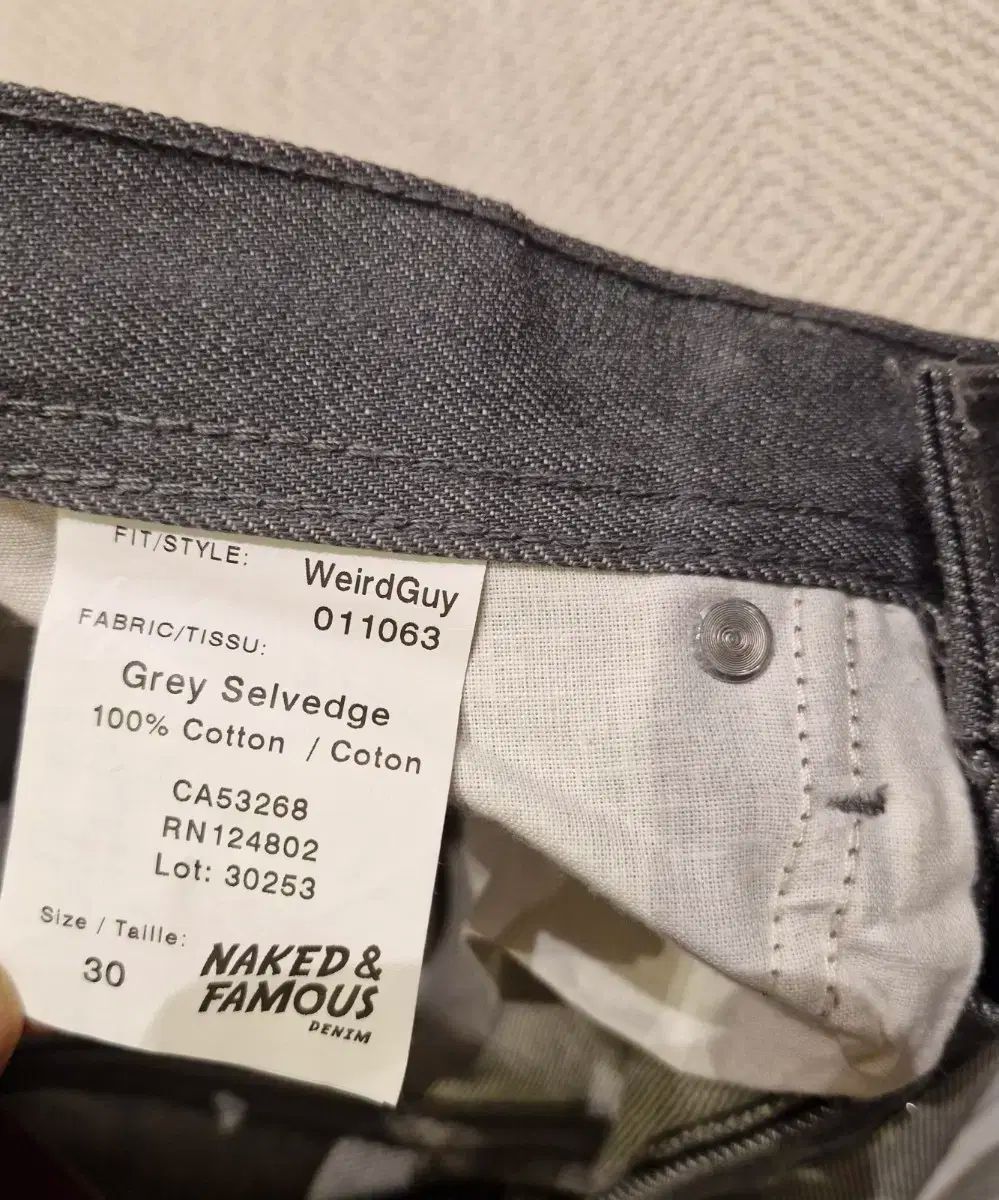 FIT/STYLE:
WeirdGuy
011063
FABRIC/TISSU:
Grey Selvedge
100% Cotton / Coton
CA53268
RN124802
Lot: 30253
Size / Taille:
30
NAKED &
FAMOUS
DENIM